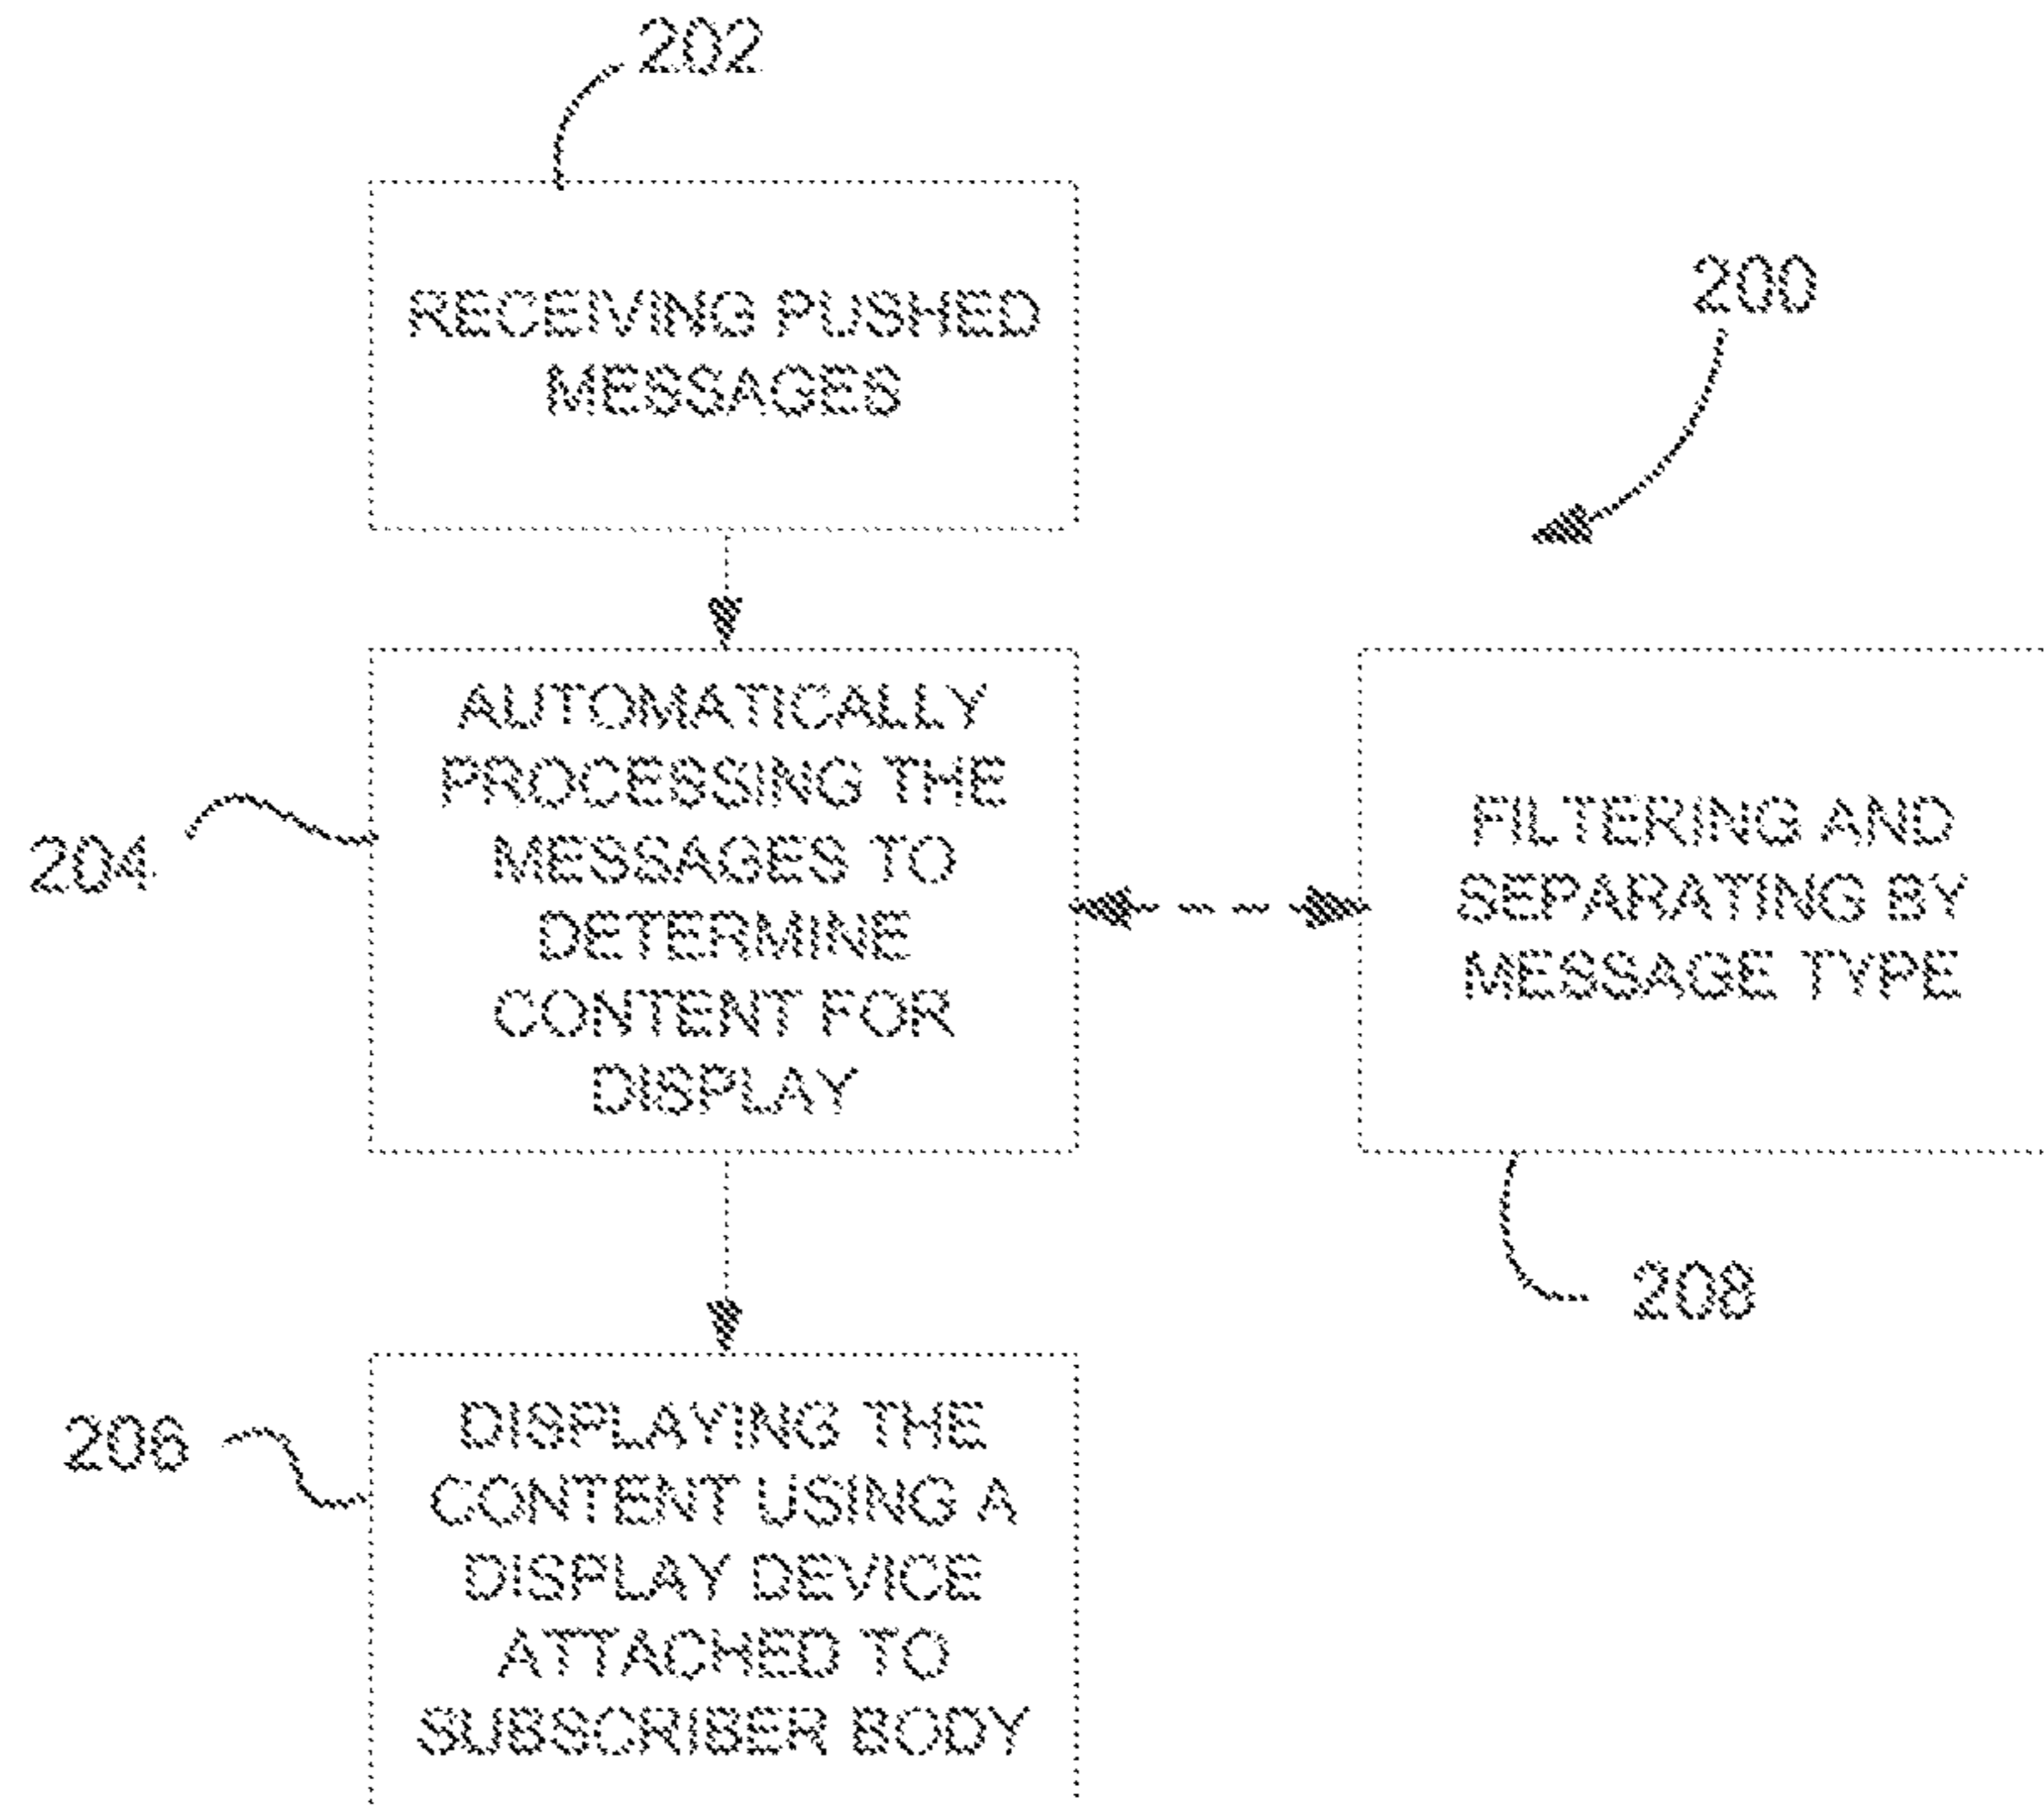 202
RECEIVING PUSHED
MESSAGES
200
AUTOMATICALLY
PROCESSING THE
MESSAGES TO
DETERMINE
CONTENT FOR
DISPLAY
204
FILTERING AND
SEPARATING BY
MESSAGE TYPE
208
206
DISPLAYING THE
CONTENT USING A
DISPLAY DEVICE
ATTACHED TO
SUBSCRIBER BODY